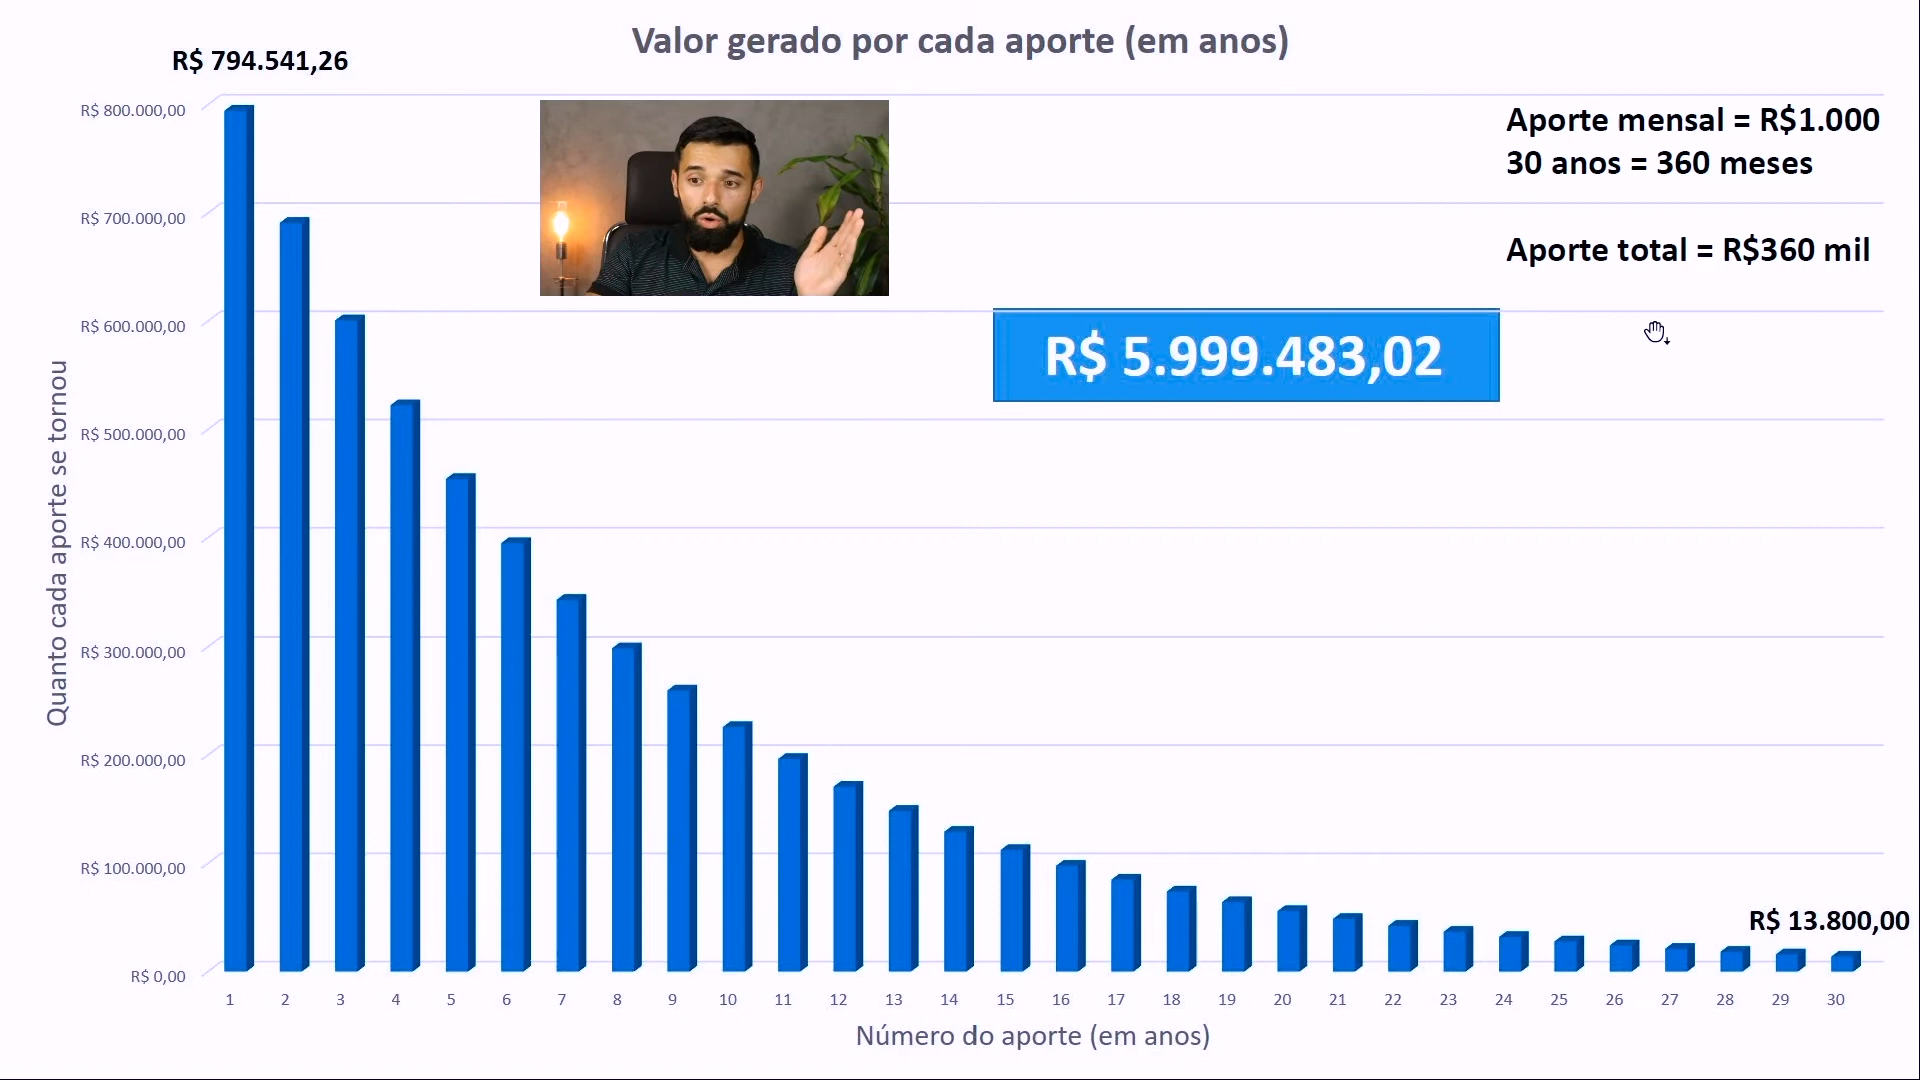 Valor gerado por cada aporte (em anos)
R$ 794.541,26
Aporte mensal = R$1.000
30 anos = 360 meses
Aporte total = R$360 mil
R$ 5.999.483,02
R$ 13.800,00
Quanto cada aporte se tornou
R$ 800.000,00
R$ 700.000,00
R$ 600.000,00
R$ 500.000,00
R$ 400.000,00
R$ 300.000,00
R$ 200.000,00
R$ 100.000,00
R$ 0,00
1 2 3 4 5 6 7 8 9 10 11 12 13 14 15 16 17 18 19 20 21 22 23 24 25 26 27 28 29 30
Número do aporte (em anos)